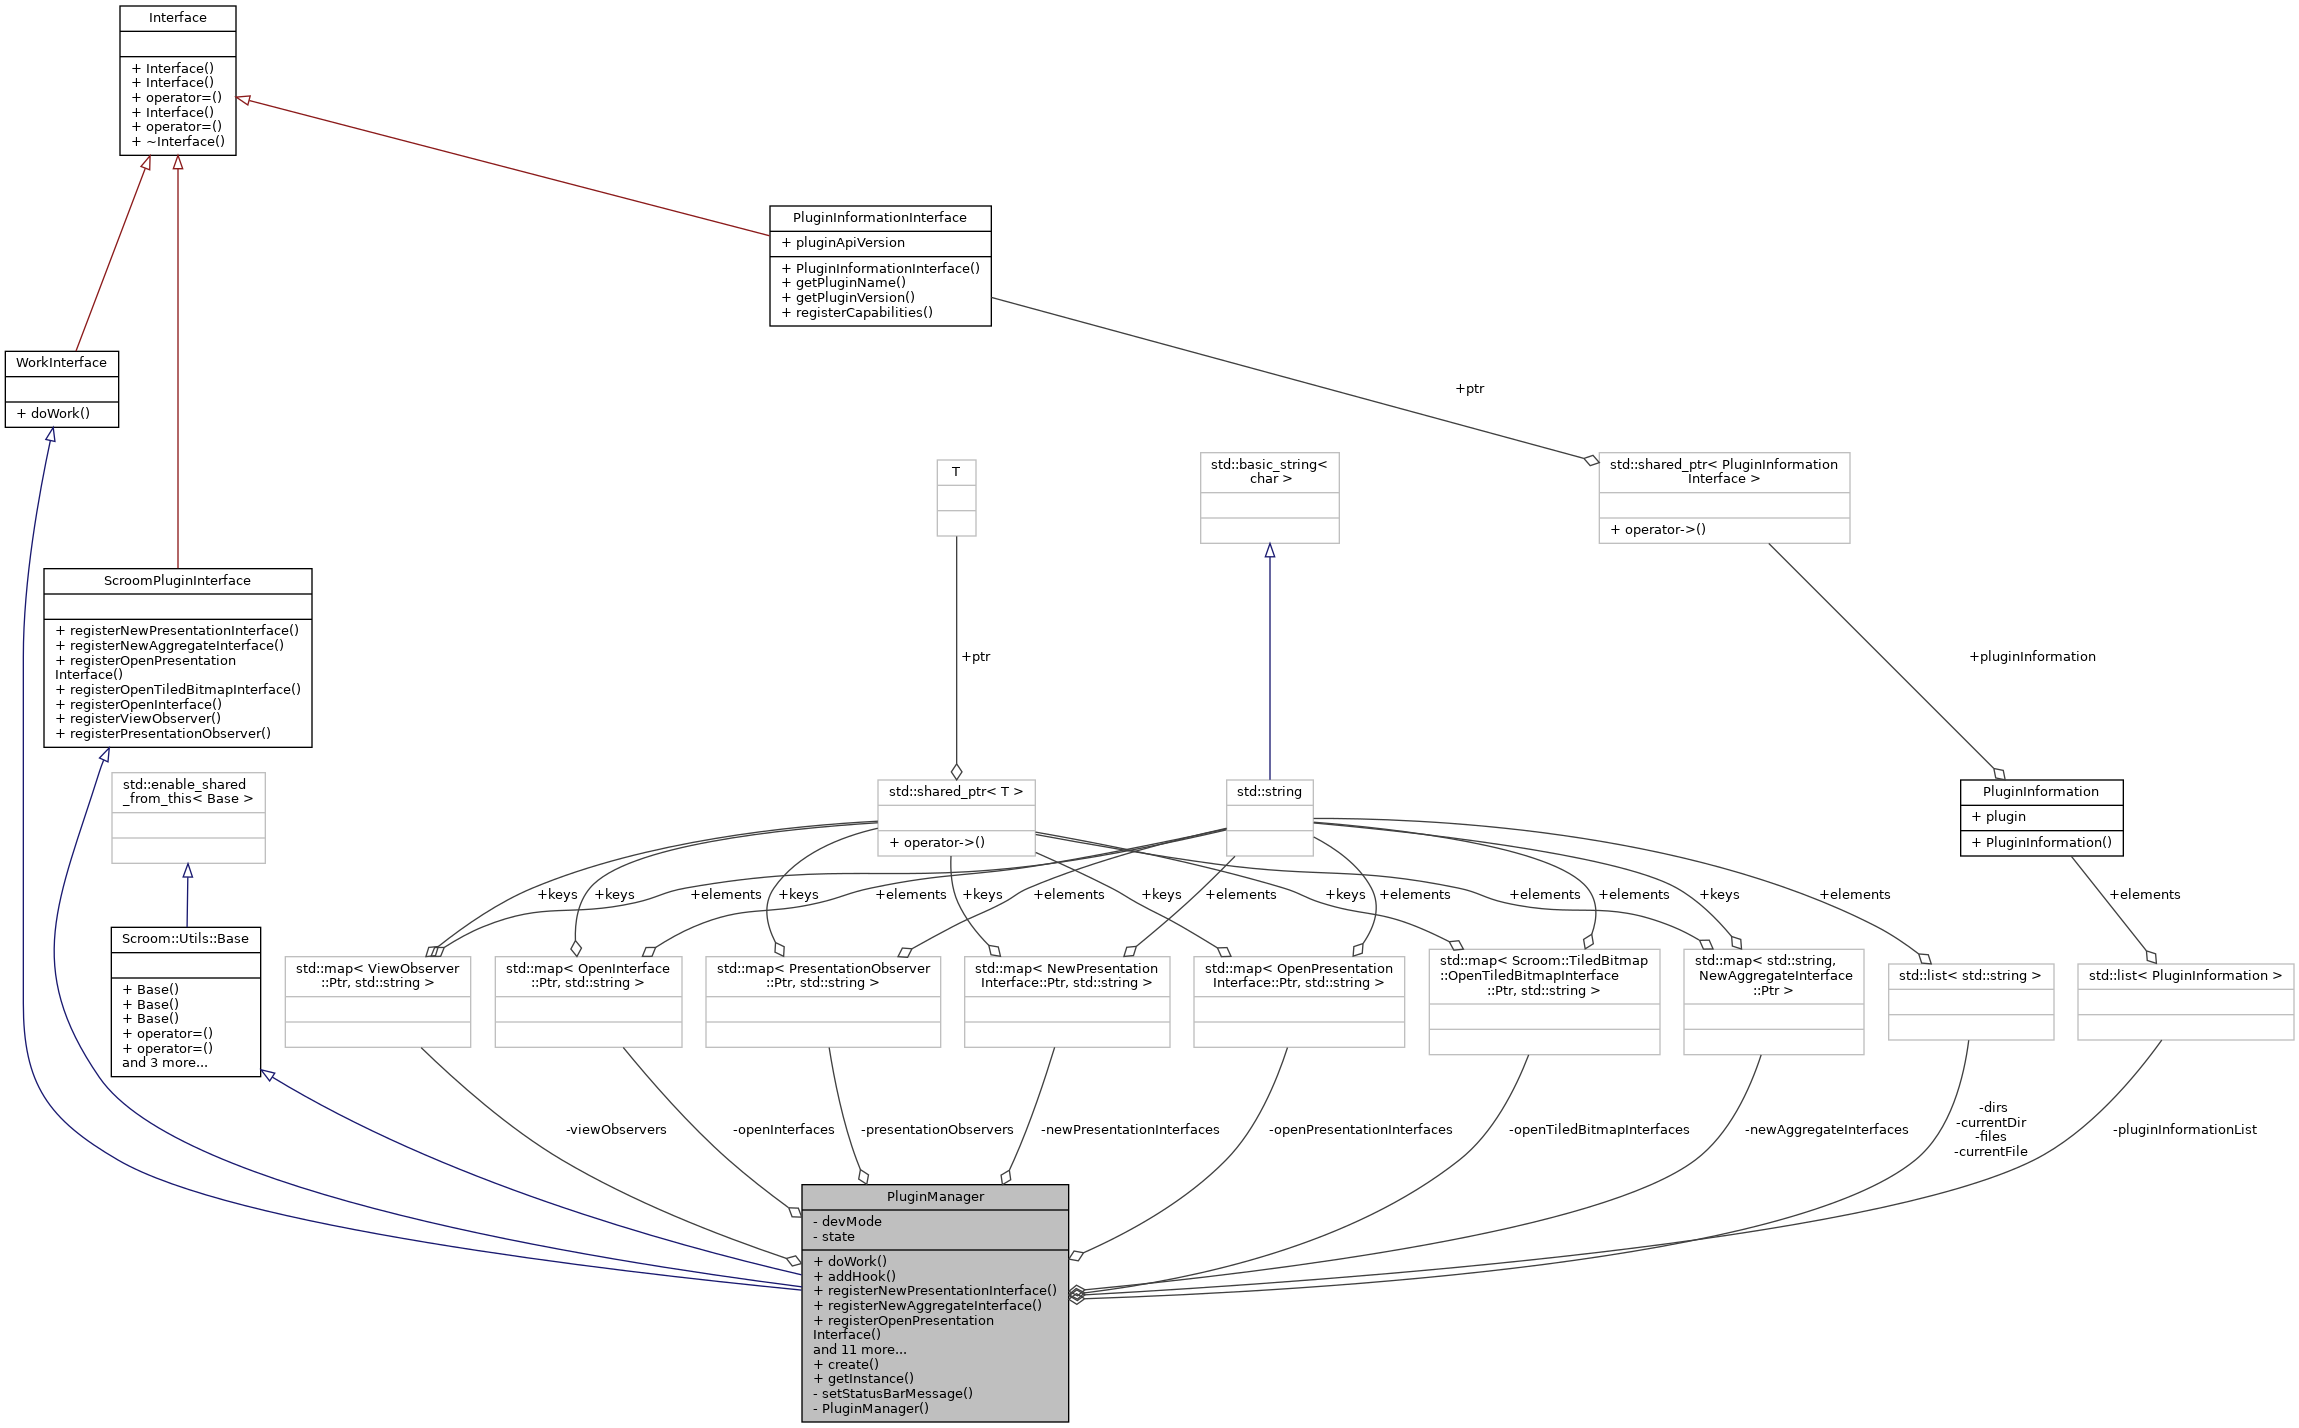 Interface
+ Interface()
+ Interface()
+ operator=()
+ Interface()
+ operator=()
+ ~Interface()
PluginInformationInterface
+ pluginApiVersion
+ PluginInformationInterface()
+ getPluginName()
+ getPluginVersion()
+ registerCapabilities()
WorkInterface
+ doWork()
+ptr
T
std::basic_string<
char >
std::shared_ptr< PluginInformation
Interface >
+ operator->()
ScroomPluginInterface
+ registerNewPresentationInterface()
+ registerNewAggregateInterface()
+ registerOpenPresentation
Interface()
+ registerOpenTiledBitmapInterface()
+ registerOpenInterface()
+ registerViewObserver()
+ registerPresentationObserver()
+ptr
+pluginInformation
std::enable_shared
_from_this< Base >
std::shared_ptr< T >
+ operator->()
std::string
PluginInformation
+ plugin
+ PluginInformation()
+keys
+keys
+elements
+keys
+elements
+keys
+elements
+keys
+elements
+keys
+elements
+elements
+elements
+keys
+elements
+elements
Scroom::Utils::Base
+ Base()
+ Base()
+ Base()
+ operator=()
+ operator=()
and 3 more...
std::map< ViewObserver
::Ptr, std::string >
std::map< OpenInterface
::Ptr, std::string >
std::map< PresentationObserver
::Ptr, std::string >
std::map< NewPresentation
Interface::Ptr, std::string >
std::map< OpenPresentation
Interface::Ptr, std::string >
std::map< Scroom::TiledBitmap
::OpenTiledBitmapInterface
::Ptr, std::string >
std::map< std::string,
NewAggregateInterface
::Ptr >
std::list< std::string >
std::list< PluginInformation >
-viewObservers
-openInterfaces
-presentationObservers
-newPresentationInterfaces
-openPresentationInterfaces
-openTiledBitmapInterfaces
-newAggregateInterfaces
-dirs
-currentDir
-files
-currentFile
-pluginInformationList
PluginManager
- devMode
- state
+ doWork()
+ addHook()
+ registerNewPresentationInterface()
+ registerNewAggregateInterface()
+ registerOpenPresentation
Interface()
and 11 more...
+ create()
+ getInstance()
- setStatusBarMessage()
- PluginManager()